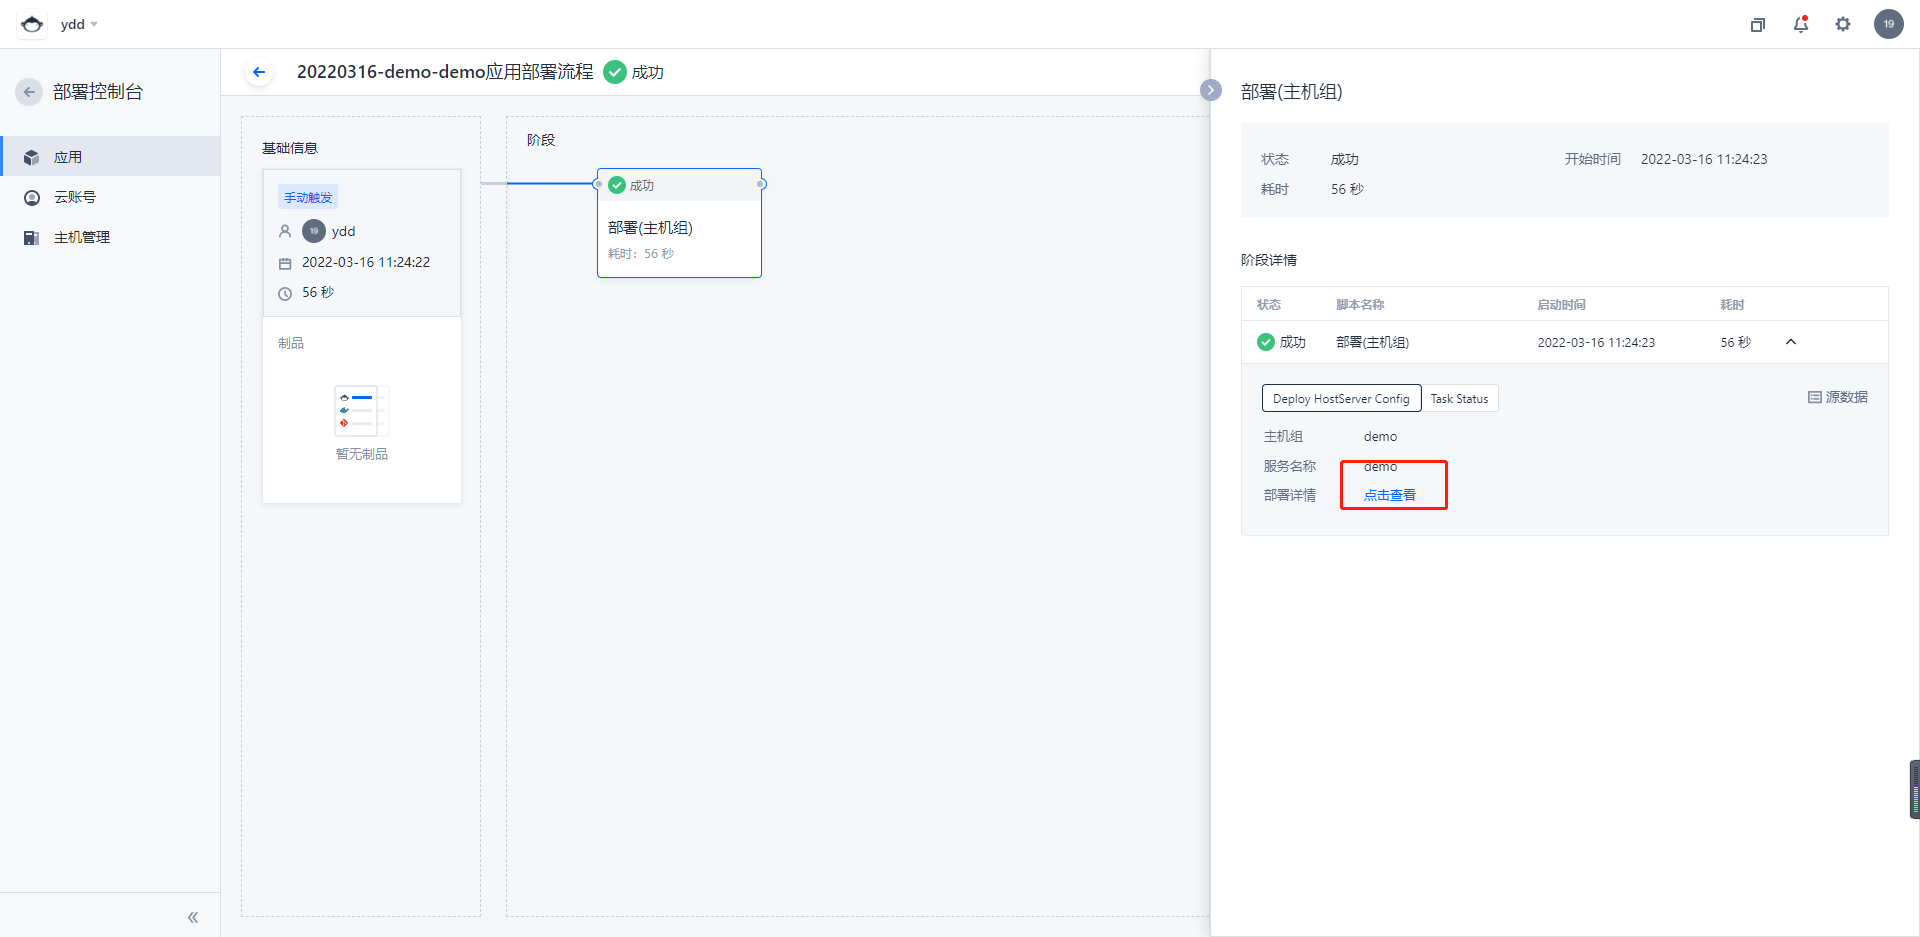 ydd
19
部署控制台
应用
云账号
主机管理
20220316-demo-demo应用部署流程 成功
基础信息
手动触发
19 ydd
2022-03-16 11:24:22
56 秒
制品
暂无制品
阶段
成功
部署(主机组)
耗时: 56 秒
部署(主机组)
状态 成功 开始时间 2022-03-16 11:24:23
耗时 56 秒
阶段详情
状态 脚本名称 启动时间 耗时
成功 部署(主机组) 2022-03-16 11:24:23 56 秒
Deploy HostServer Config Task Status 源数据
主机组 demo
服务名称 demo
部署详情 点击查看